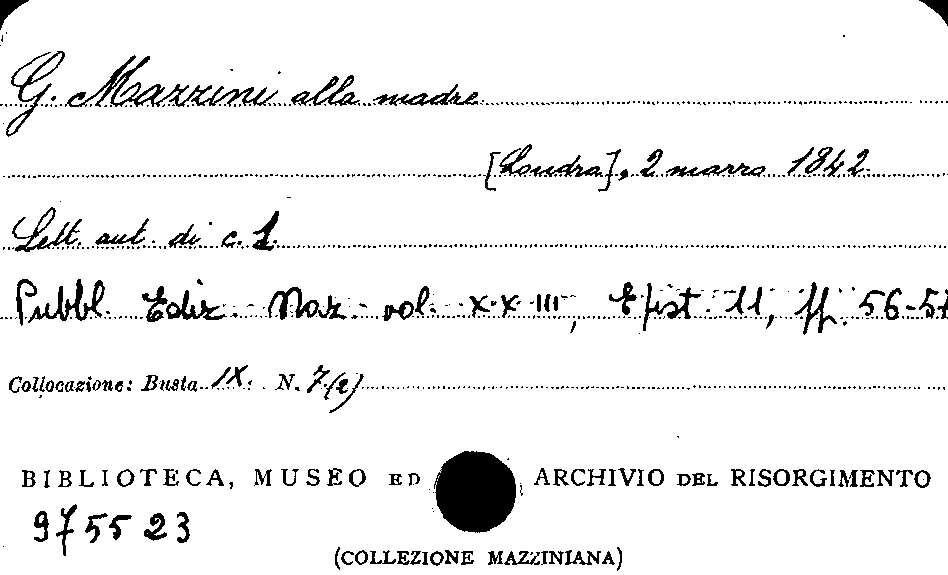 G. Mazzini alla madre
[Londra], 2 marzo 1842.
Lett. aut. di c. 1.
Pubbl. Ediz. Naz. vol. XXIII, Epist. 11, pp. 56-57
Collocazione: Busta IX. N. 7(2)
BIBLIOTECA, MUSEO ED ARCHIVIO DEL RISORGIMENTO
975523
(COLLEZIONE MAZZINIANA)